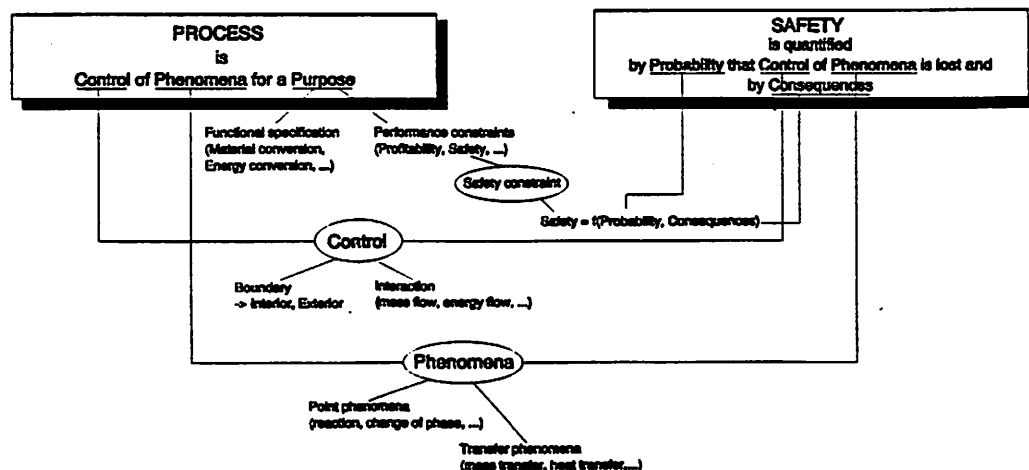 PROCESS
is
Control of Phenomena for a Purpose
SAFETY
is quantified
by Probability that Control of Phenomena is lost and
by Consequences
Functional specification
(Material conversion,
Energy conversion, ...)
Performance constraints
(Profitability, Safety, ...)
Safety constraint
Safety = f(Probability, Consequences)
Control
Boundary
-> Interior, Exterior
Interaction
(mass flow, energy flow, ...)
Phenomena
Point phenomena
(reaction, change of phase, ...)
Transfer phenomena
(mass transfer, heat transfer,...)